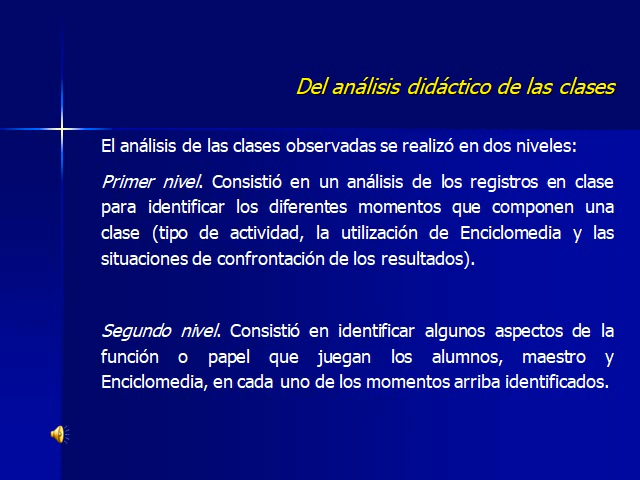 Del análisis didáctico de las clases
El análisis de las clases observadas se realizó en dos niveles:
Primer nivel. Consistió en un análisis de los registros en clase
para identificar los diferentes momentos que componen una
clase (tipo de actividad, la utilización de Enciclomedia y las
situaciones de confrontación de los resultados).
Segundo nivel. Consistió en identificar algunos aspectos de la
función o papel que juegan los alumnos, maestro y
Enciclomedia, en cada uno de los momentos arriba identificados.